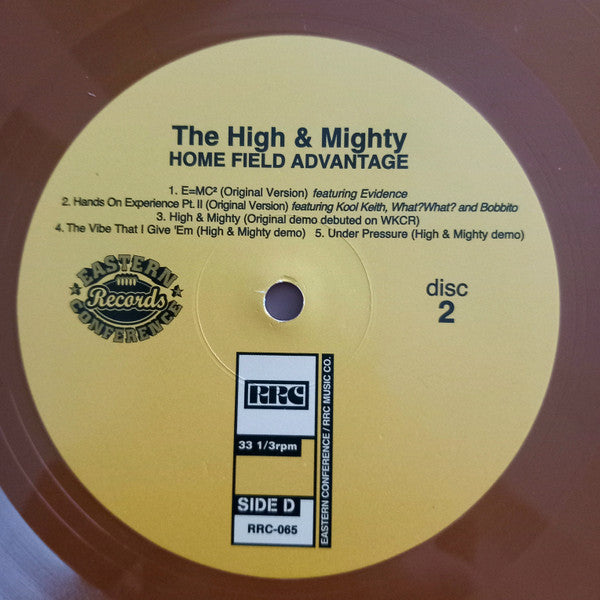 The High & Mighty
HOME FIELD ADVANTAGE
1. E=MC² (Original Version) featuring Evidence
2. Hands On Experience Pt. II (Original Version) featuring Kool Keith, What?What? and Bobbito
3. High & Mighty (Original demo debuted on WKCR)
4. The Vibe That I Give 'Em (High & Mighty demo) 5. Under Pressure (High & Mighty demo)
EASTERN
Records
CONFERENCE
disc
2
RRC
33 1/3rpm
SIDE D
RRC-065
EASTERN CONFERENCE / RRC MUSIC CO.